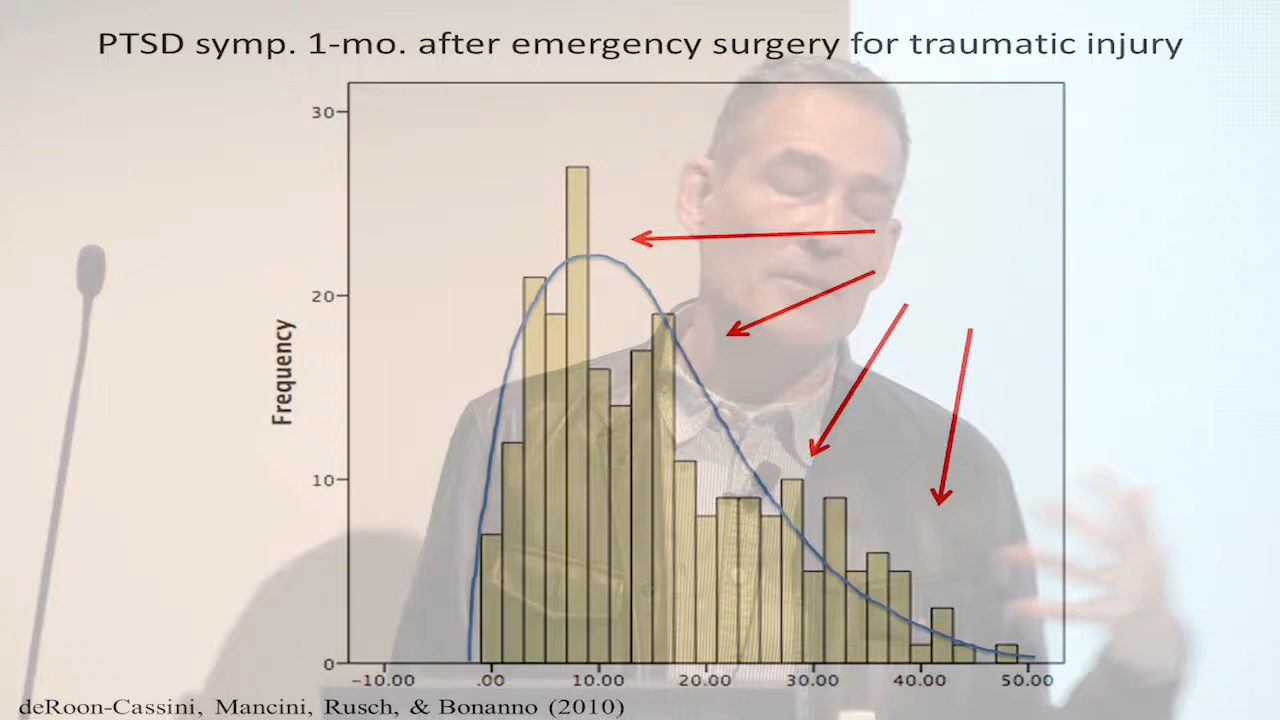 PTSD symp. 1-mo. after emergency surgery for traumatic injury
30
20
Frequency
10
0
−10.00 .00 10.00 20.00 30.00 40.00 50.00
deRoon-Cassini, Mancini, Rusch, & Bonanno (2010)